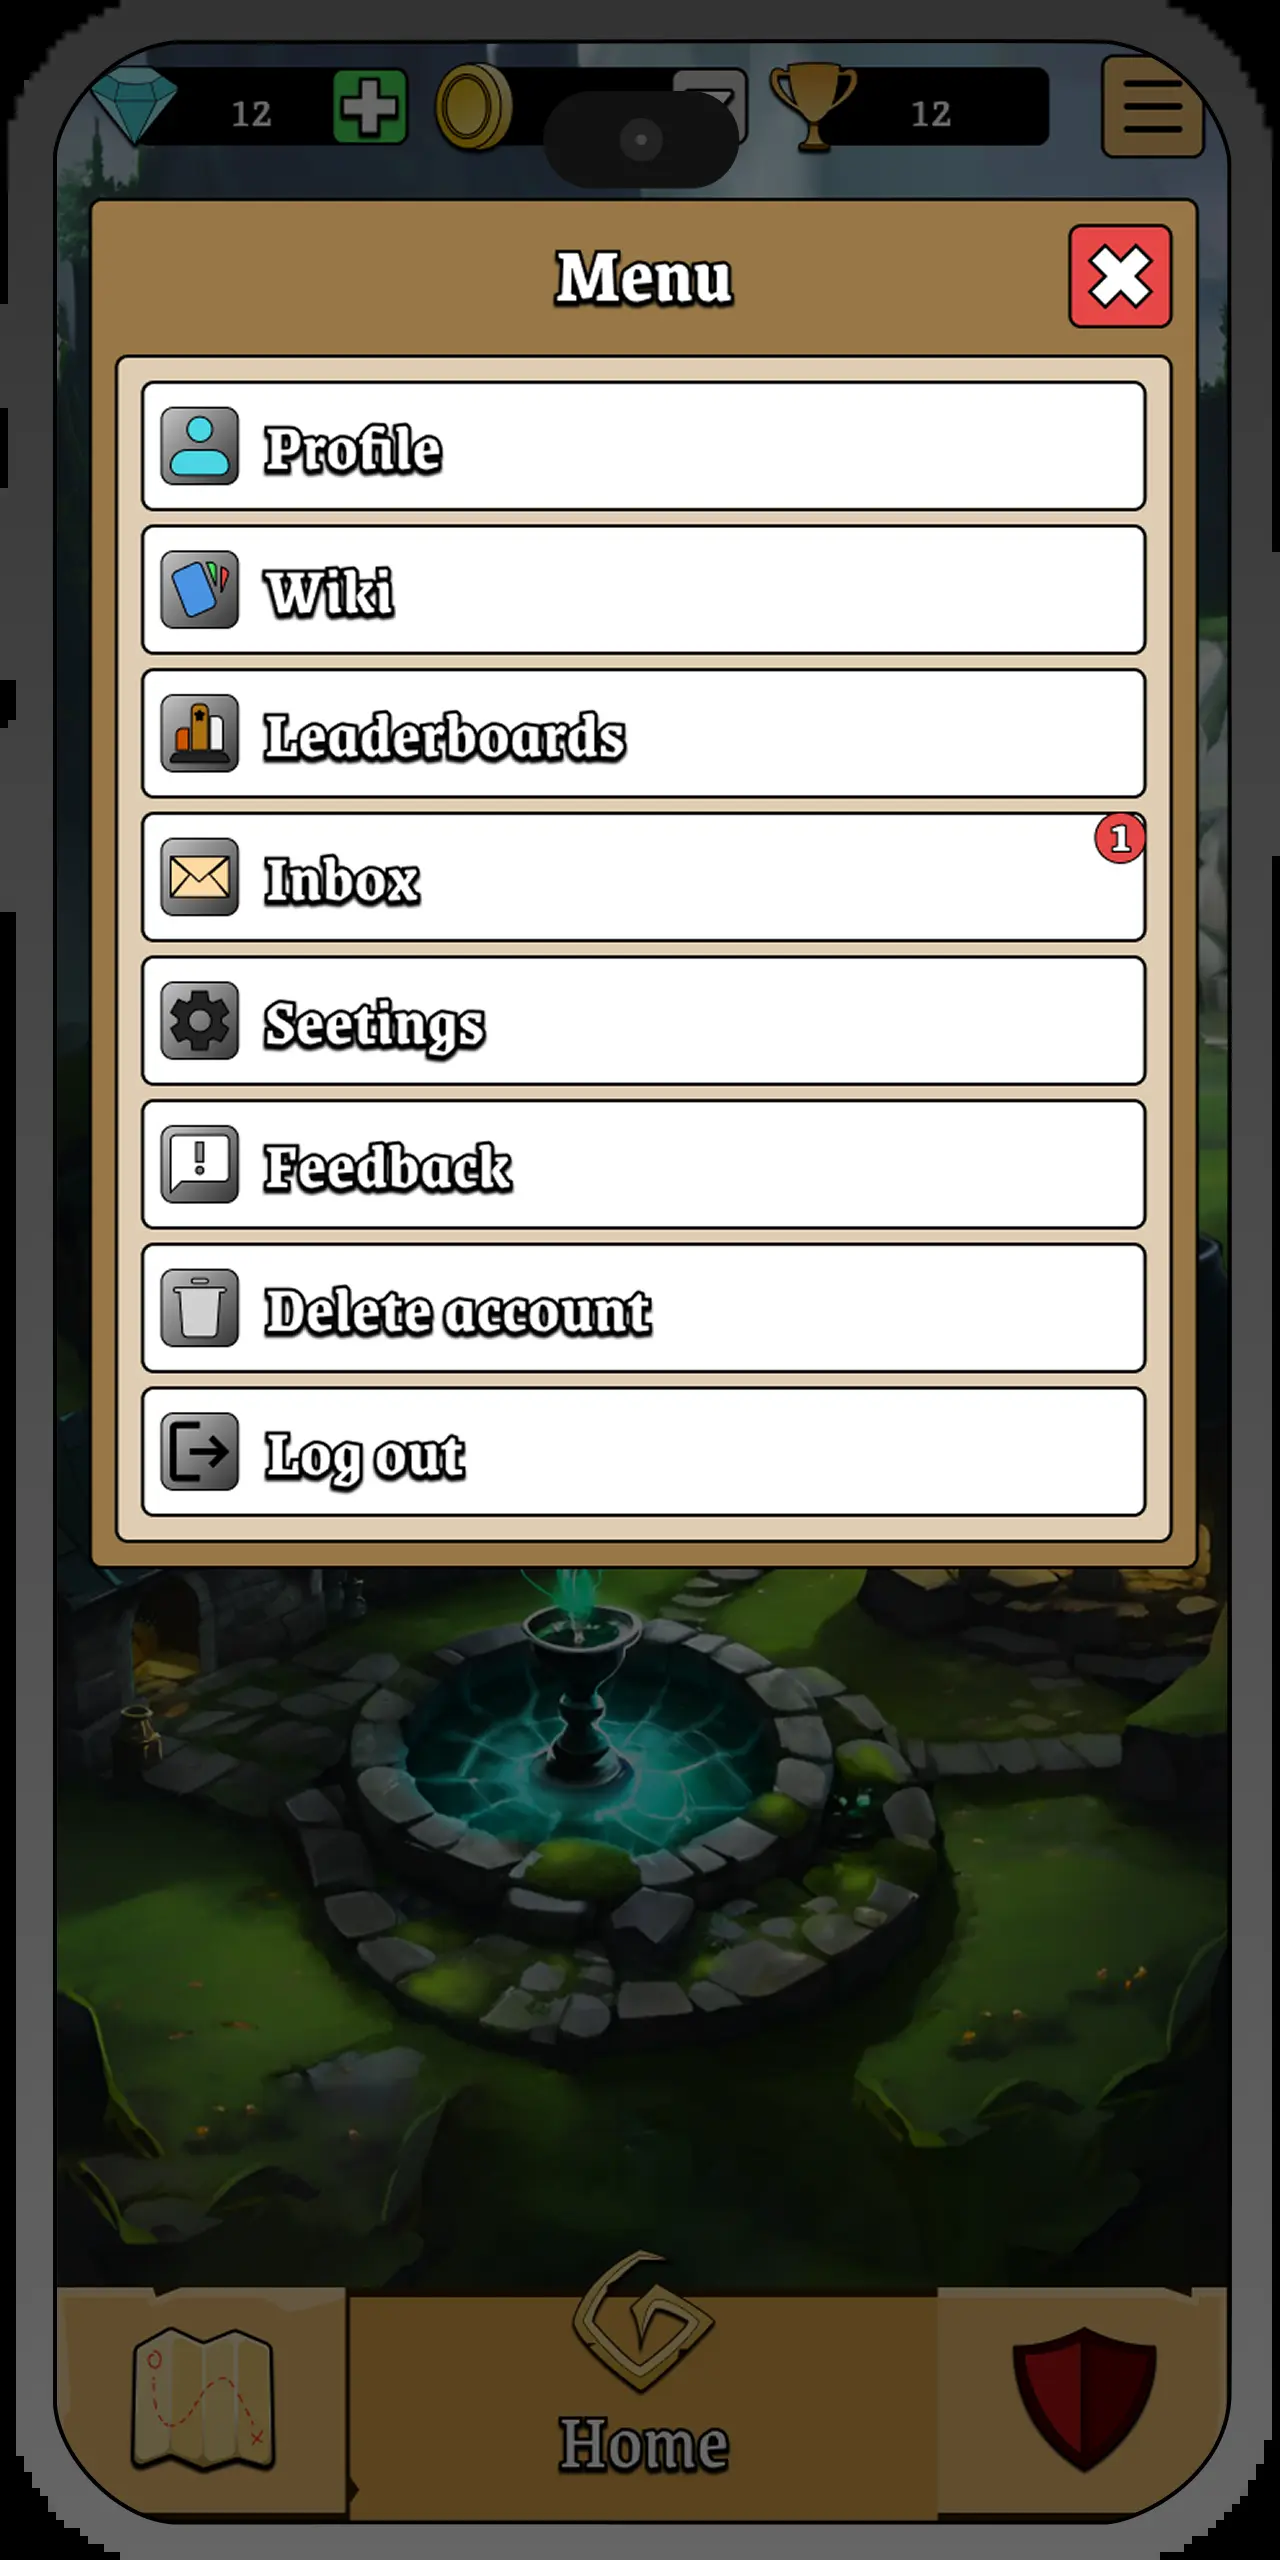 12
12
Menu
Profile
Wiki
Leaderboards
1
Inbox
Seetings
Feedback
Delete account
Log out
Home